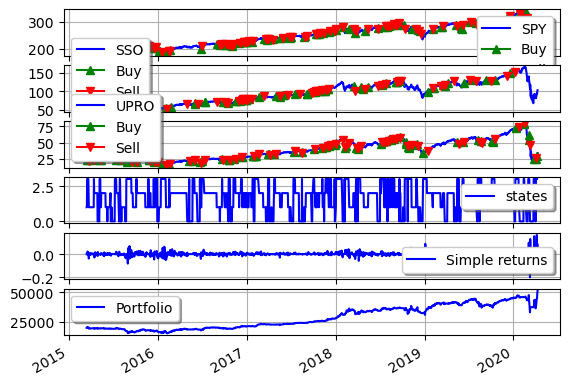 300
200
SPY
Buy
SSO
Buy
Sell
150
100
50
UPRO
Buy
Sell
75
50
25
2.5
0.0
states
0.0
−0.2
Simple returns
50000
25000
Portfolio
2015 2016 2017 2018 2019 2020